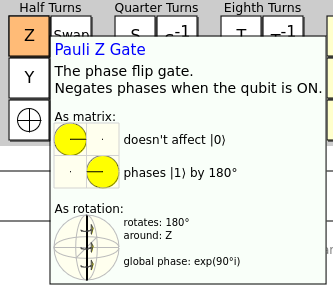 Half Turns Quarter Turns Eighth Turns
Z Swap S S-1 T T-1
Y
Pauli Z Gate
The phase flip gate.
Negates phases when the qubit is ON.
As matrix:
doesn't affect |0⟩
phases |1⟩ by 180°
As rotation:
rotates: 180°
around: Z
global phase: exp(90°i)